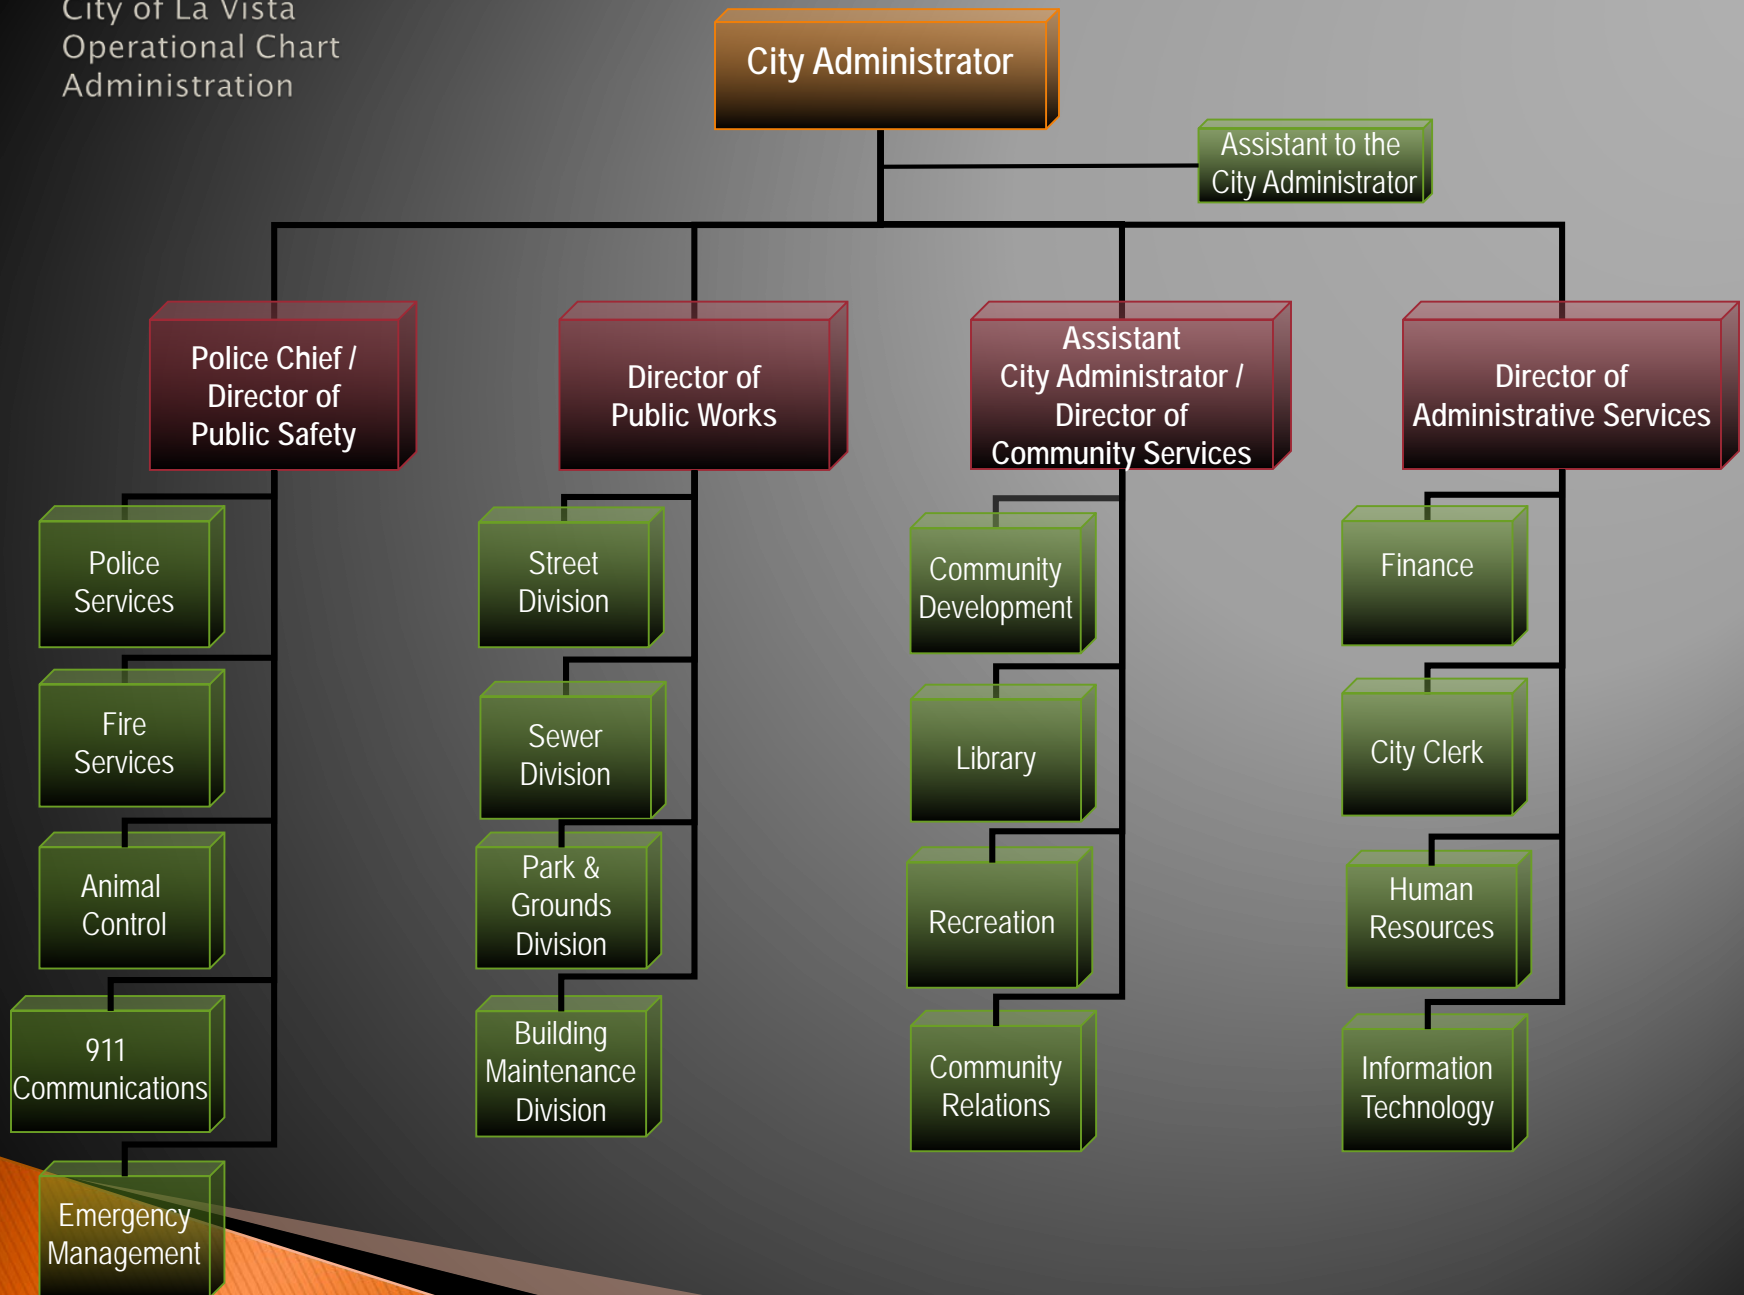 City of La Vista
Operational Chart
Administration
City Administrator
Assistant to the
City Administrator
Police Chief /
Director of
Public Safety
Director of
Public Works
Assistant
City Administrator /
Director of
Community Services
Director of
Administrative Services
Police
Services
Fire
Services
Animal
Control
911
Communications
Emergency
Management
Street
Division
Sewer
Division
Park &
Grounds
Division
Building
Maintenance
Division
Community
Development
Library
Recreation
Community
Relations
Finance
City Clerk
Human
Resources
Information
Technology